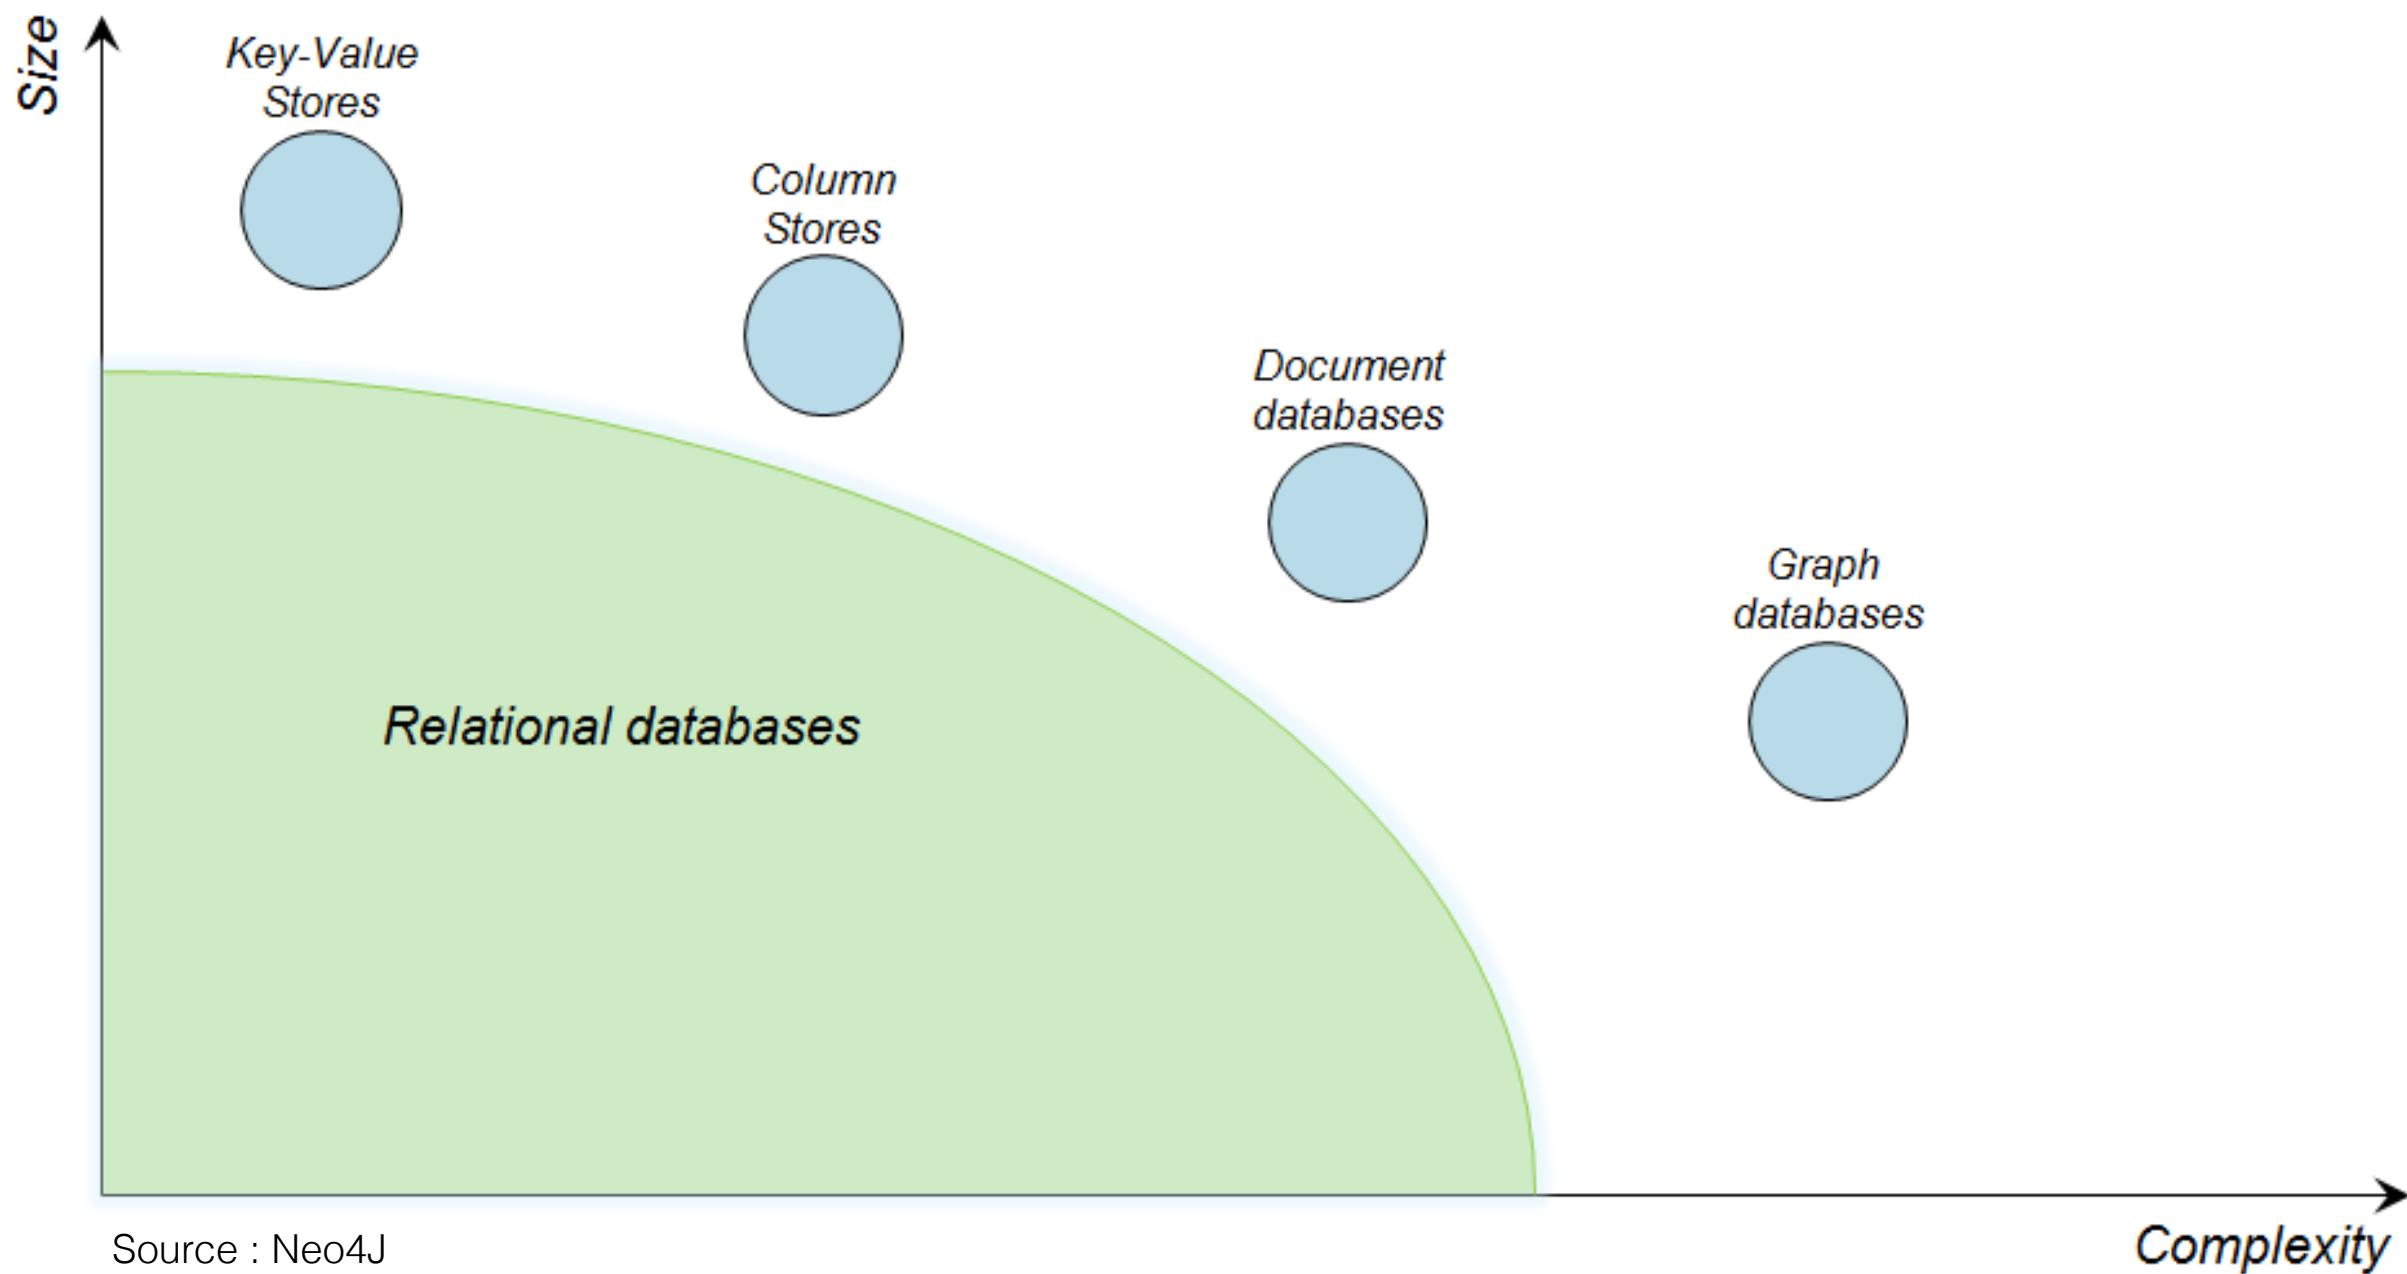 Size
Key-Value
Stores
Column
Stores
Document
databases
Graph
databases
Relational databases
Source : Neo4J
Complexity